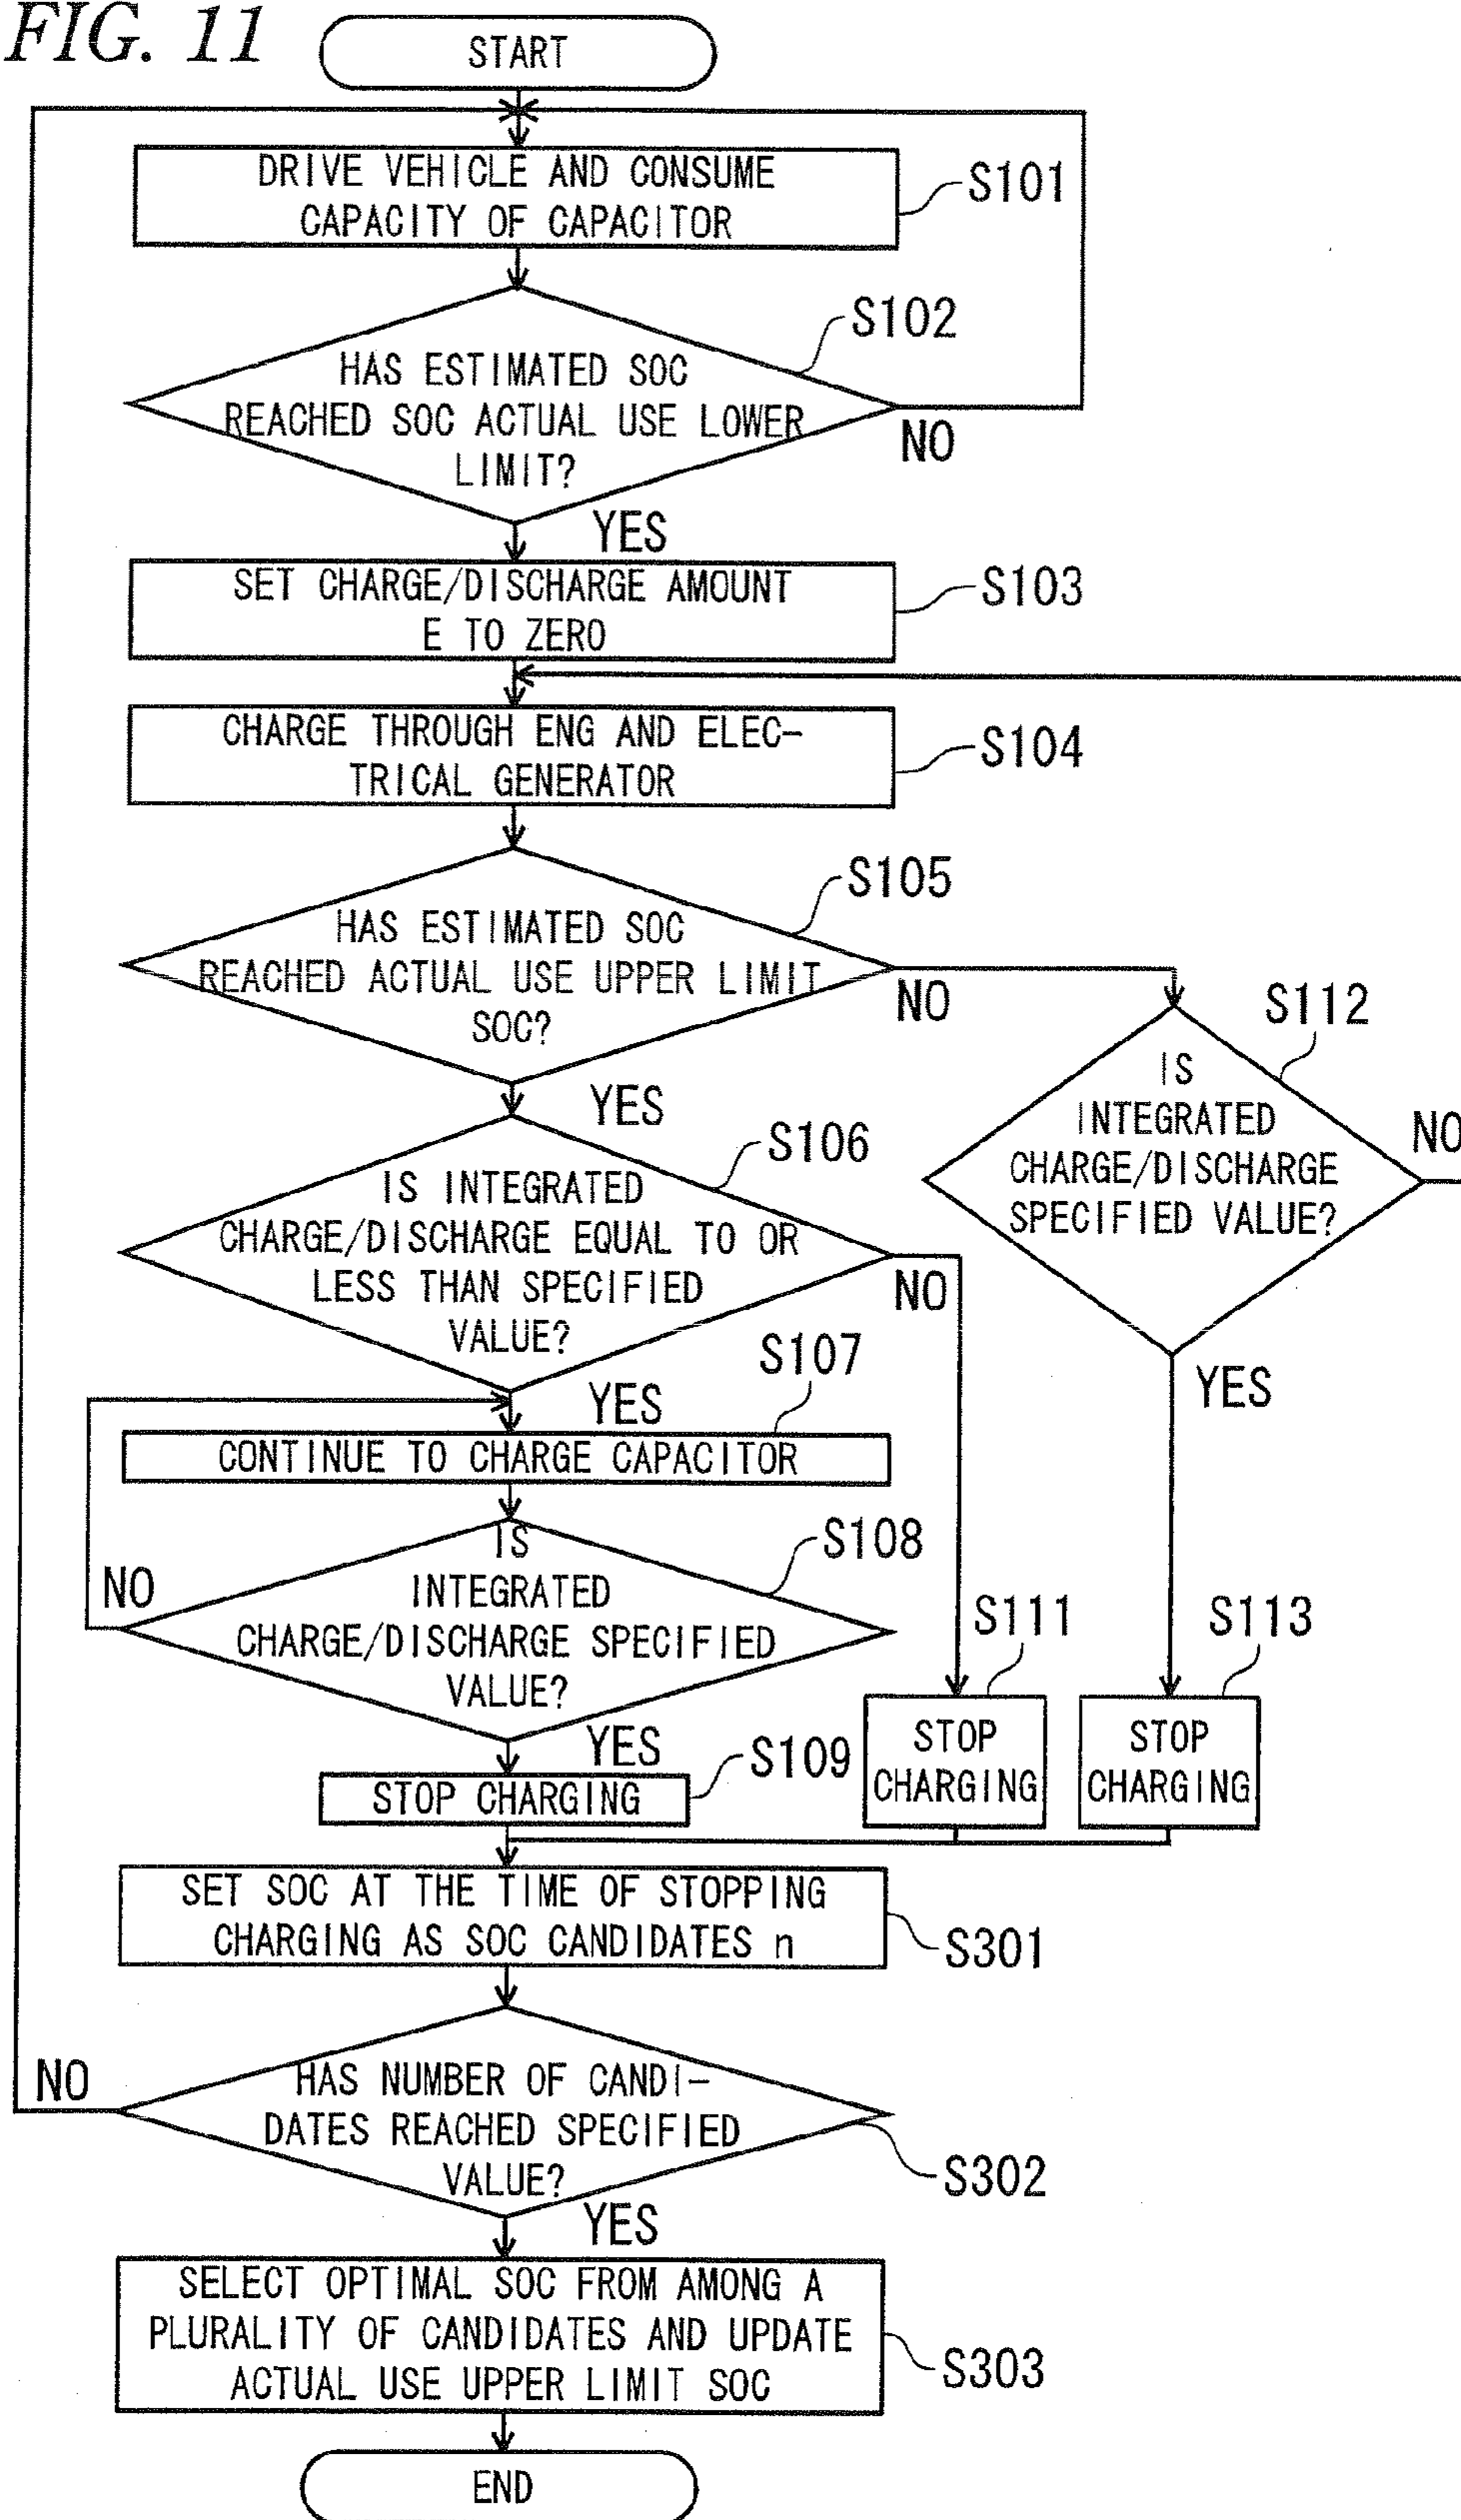 FIG. 11
START
DRIVE VEHICLE AND CONSUME
CAPACITY OF CAPACITOR
S101
S102
HAS ESTIMATED SOC
REACHED SOC ACTUAL USE LOWER
LIMIT?
NO
YES
SET CHARGE/DISCHARGE AMOUNT
E TO ZERO
S103
CHARGE THROUGH ENG AND ELEC-
TRICAL GENERATOR
S104
S105
HAS ESTIMATED SOC
REACHED ACTUAL USE UPPER LIMIT
SOC?
NO
YES
S112
IS
INTEGRATED
CHARGE/DISCHARGE
SPECIFIED VALUE?
NO
YES
S106
IS INTEGRATED
CHARGE/DISCHARGE EQUAL TO OR
LESS THAN SPECIFIED
VALUE?
NO
YES
S107
CONTINUE TO CHARGE CAPACITOR
S108
IS
INTEGRATED
CHARGE/DISCHARGE SPECIFIED
VALUE?
NO
YES
S109
STOP CHARGING
S111
STOP
CHARGING
S113
STOP
CHARGING
SET SOC AT THE TIME OF STOPPING
CHARGING AS SOC CANDIDATES n
S301
HAS NUMBER OF CANDI-
DATES REACHED SPECIFIED
VALUE?
NO
S302
YES
SELECT OPTIMAL SOC FROM AMONG A
PLURALITY OF CANDIDATES AND UPDATE
ACTUAL USE UPPER LIMIT SOC
S303
END